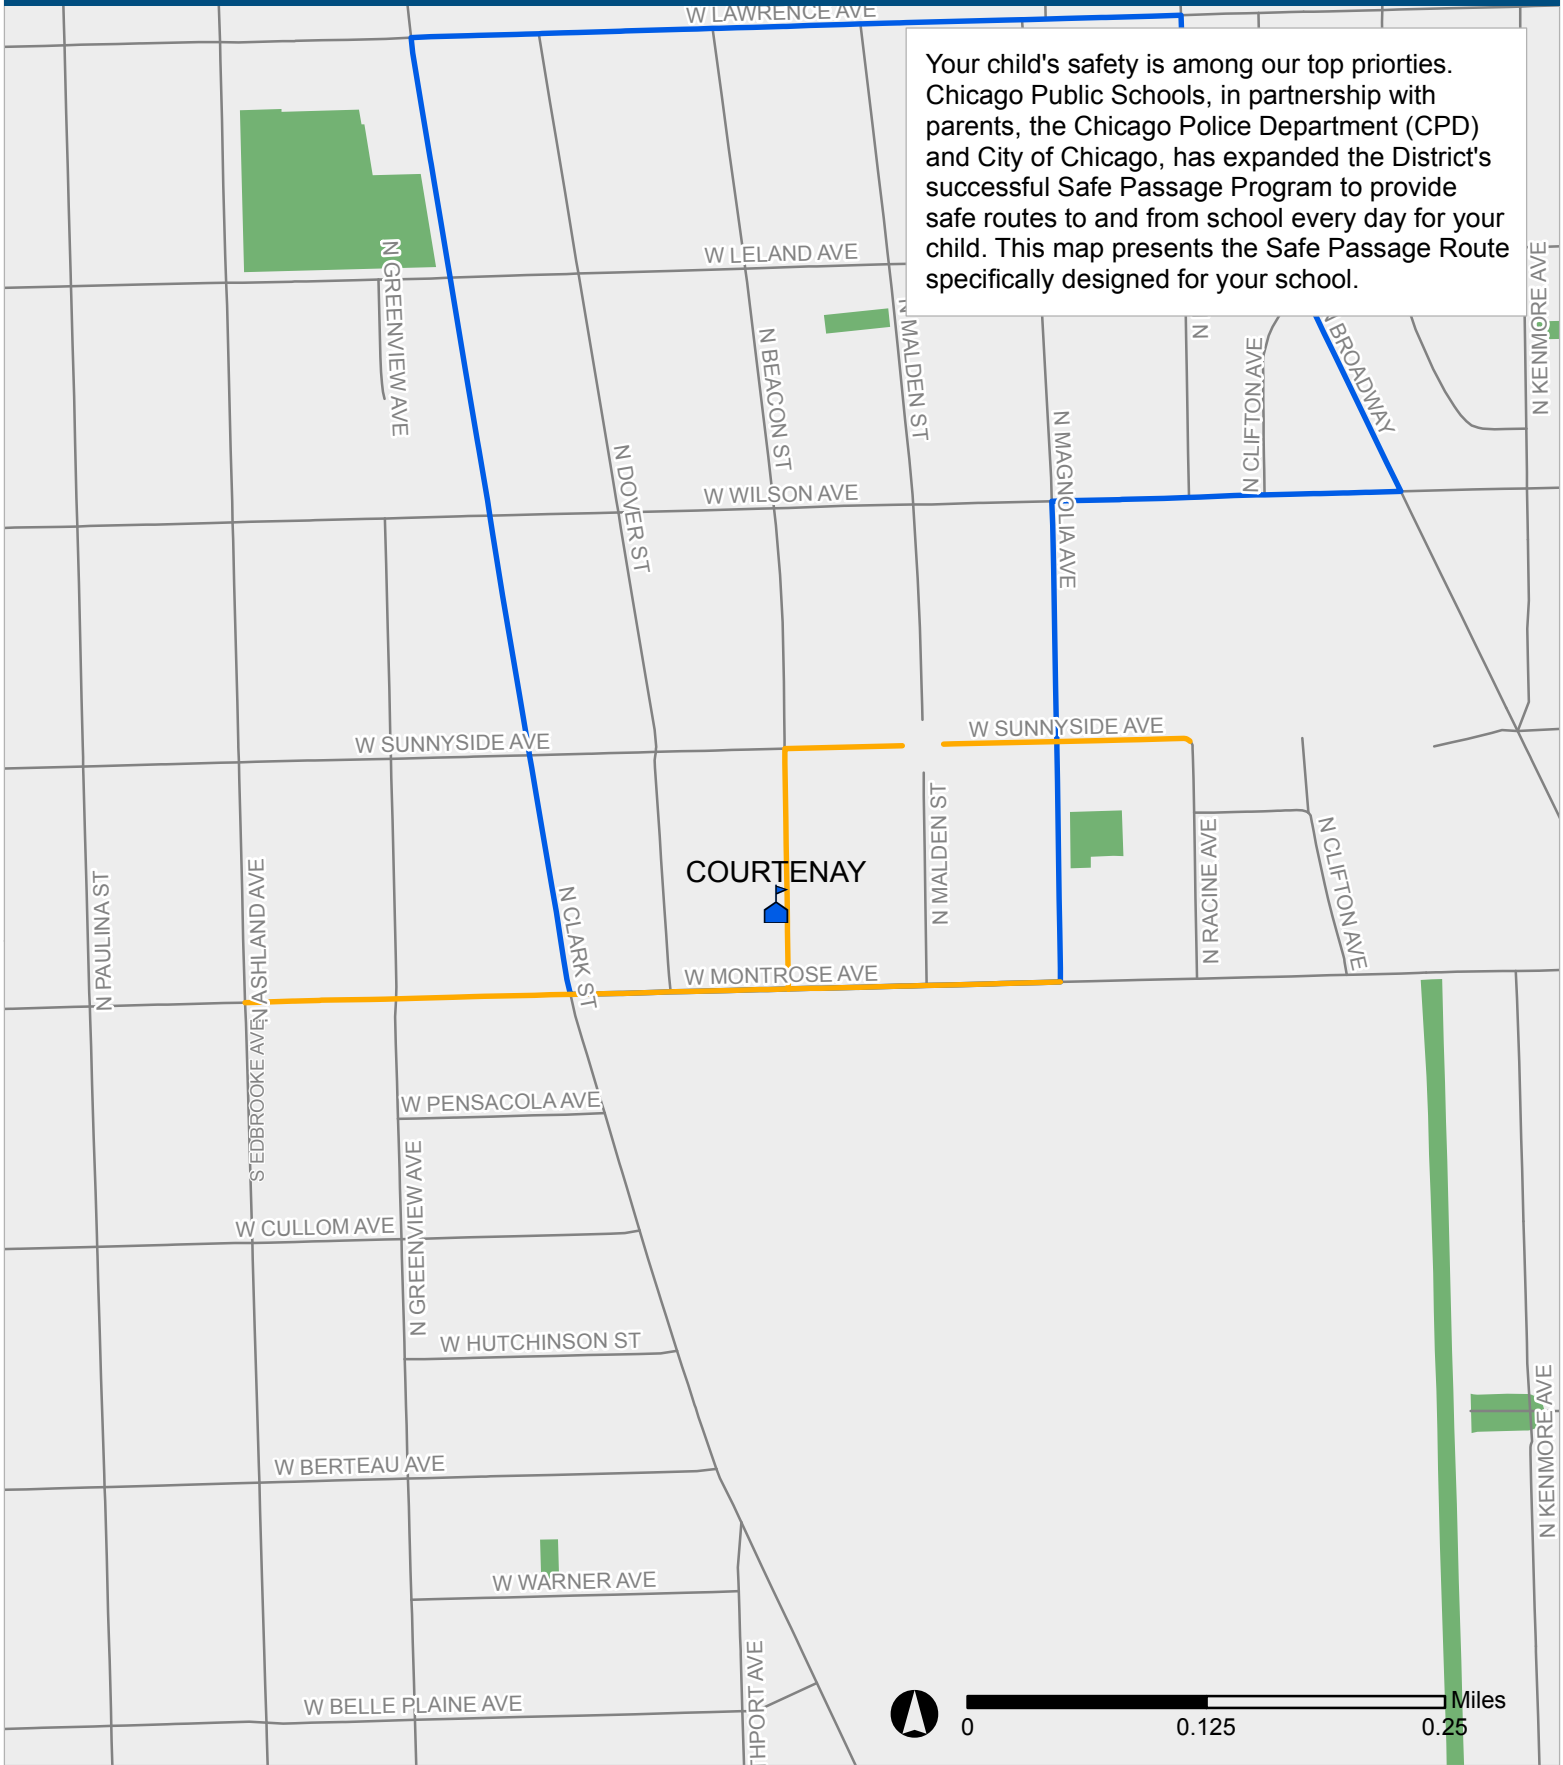 W LAWRENCE AVE
Your child's safety is among our top priorties.
Chicago Public Schools, in partnership with
parents, the Chicago Police Department (CPD)
and City of Chicago, has expanded the District's
successful Safe Passage Program to provide
safe routes to and from school every day for your
child. This map presents the Safe Passage Route
specifically designed for your school.
W LELAND AVE
N GREENVIEW AVE
N KENMORE AVE
N MALDEN ST
N BEACON ST
N
N CLIFTON AVE
N BROADWAY
N DOVER ST
N MAGNOLIA AVE
W WILSON AVE
W SUNNYSIDE AVE
W SUNNYSIDE AVE
N MALDEN ST
N RACINE AVE
N CLIFTON AVE
COURTENAY
N PAULINA ST
N ASHLAND AVE
N CLARK ST
W MONTROSE AVE
S EDBROOKE AVE
W PENSACOLA AVE
N GREENVIEW AVE
W CULLOM AVE
W HUTCHINSON ST
N KENMORE AVE
W BERTEAU AVE
W WARNER AVE
THPORT AVE
W BELLE PLAINE AVE
Miles
0 0.125 0.25